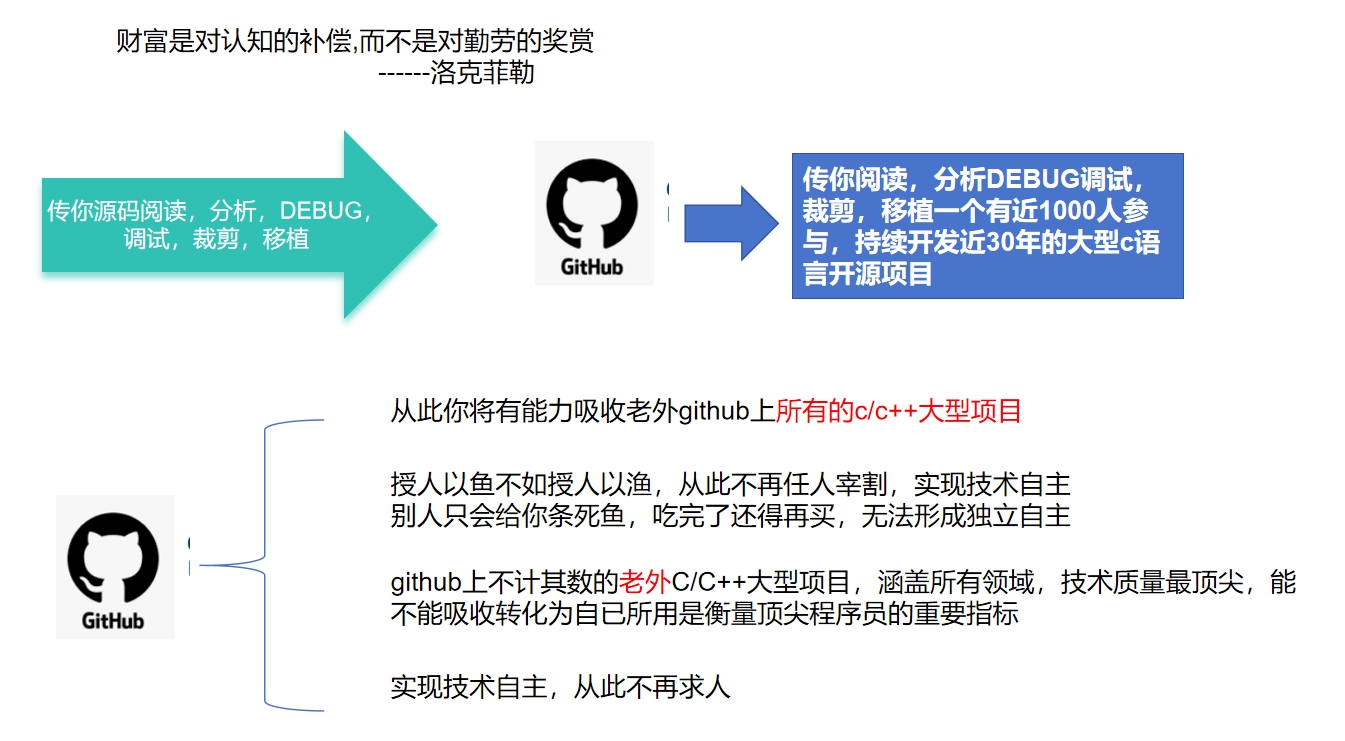 财富是对认知的补偿,而不是对勤劳的奖赏
------洛克菲勒
传你源码阅读，分析，DEBUG，
调试，裁剪，移植
GitHub
传你阅读，分析DEBUG调试，
裁剪，移植一个有近1000人参
与，持续开发近30年的大型c语
言开源项目
从此你将有能力吸收老外github上所有的c/c++大型项目
授人以鱼不如授人以渔，从此不再任人宰割，实现技术自主
别人只会给你条死鱼，吃完了还得再买，无法形成独立自主
GitHub
github上不计其数的老外C/C++大型项目，涵盖所有领域，技术质量最顶尖，能
不能吸收转化为自已所用是衡量顶尖程序员的重要指标
实现技术自主，从此不再求人